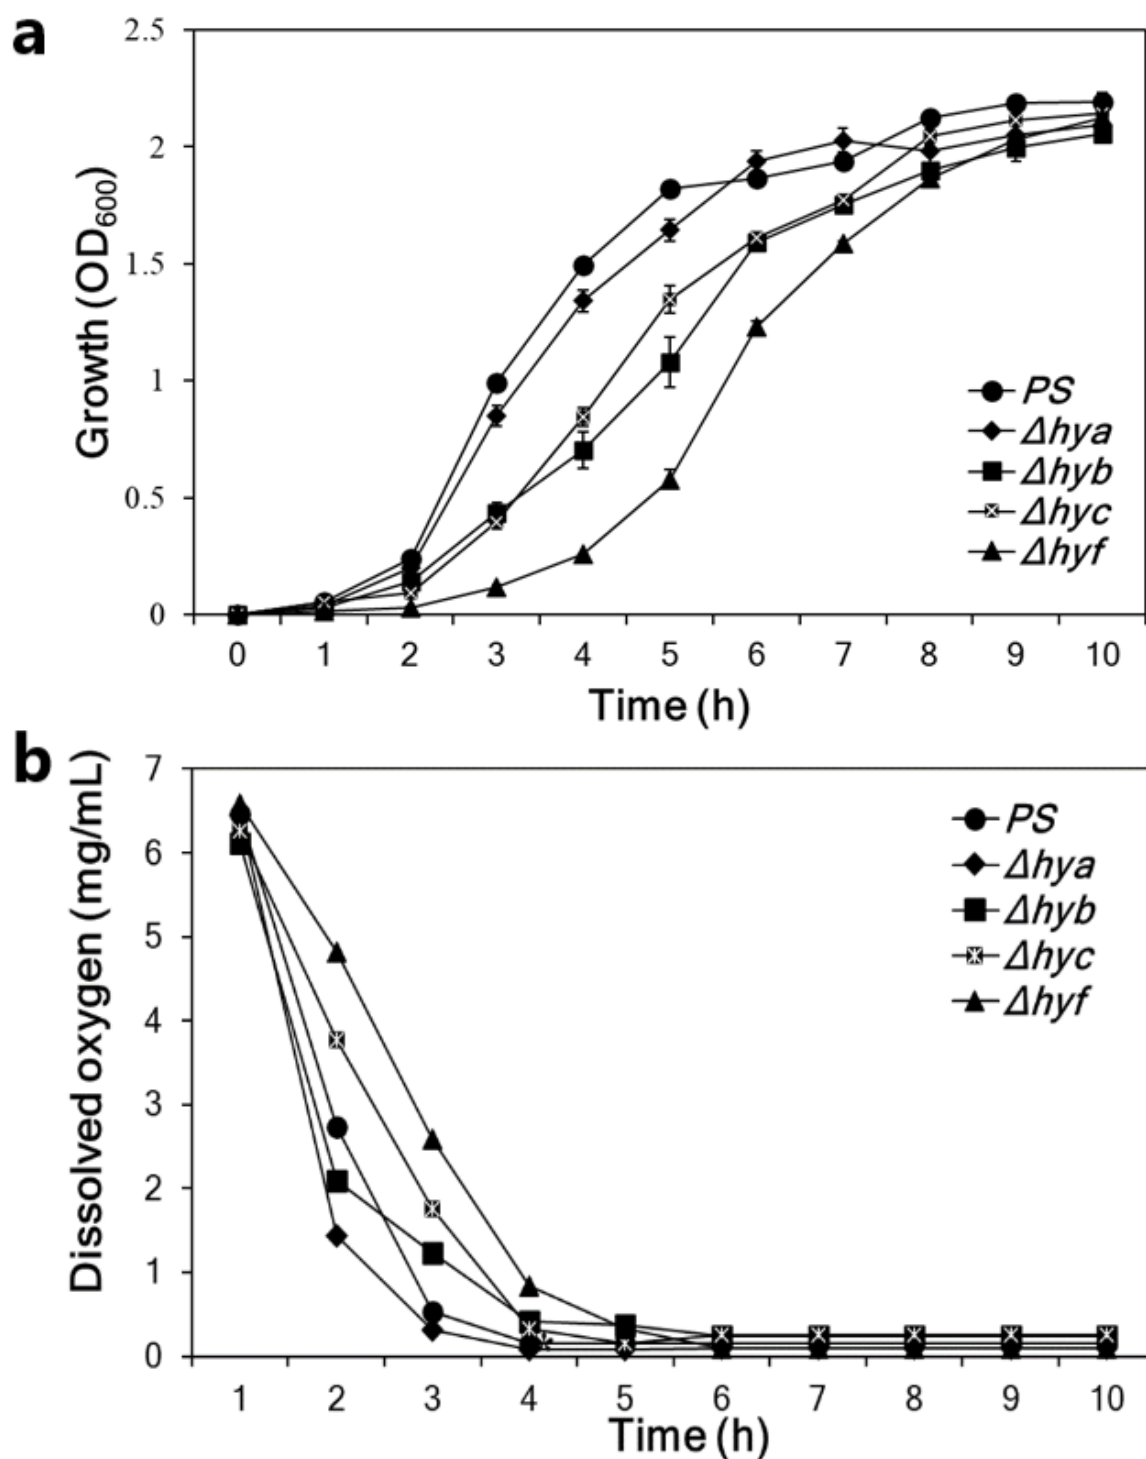 a
Growth (OD600)
2.5
2
1.5
1
0.5
0
PS
Δhya
Δhyb
Δhyc
Δhyf
0 1 2 3 4 5 6 7 8 9 10
Time (h)
b
Dissolved oxygen (mg/mL)
7
6
5
4
3
2
1
0
PS
Δhya
Δhyb
Δhyc
Δhyf
1 2 3 4 5 6 7 8 9 10
Time (h)